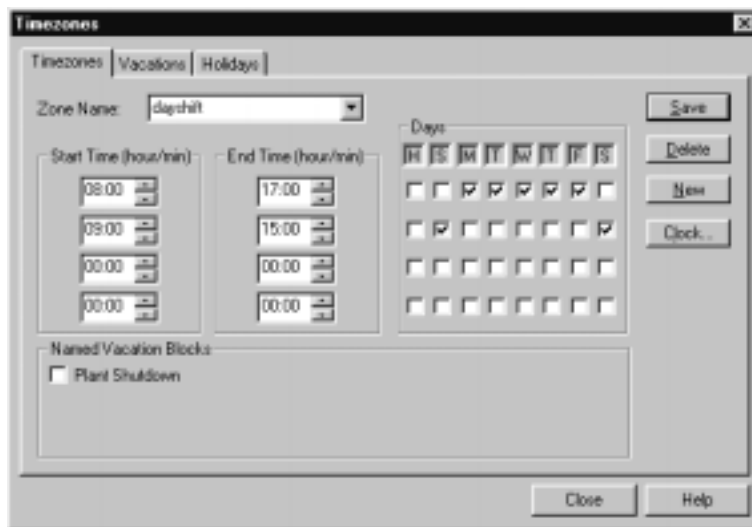 Timezones
Timezones Vacations Holidays
Zone Name: dayshift
Save
Days
Delete
Start Time (hour/min) End Time (hour/min) H S M T W T F S
08:00 17:00
New
09:00 15:00
Clock...
00:00 00:00
00:00 00:00
Named Vacation Blocks
Plant Shutdown
Close Help